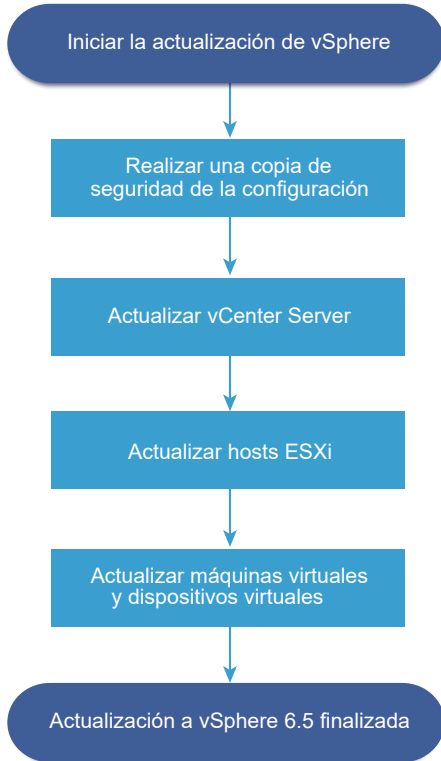 Iniciar la actualización de vSphere
Realizar una copia de
seguridad de la configuración
Actualizar vCenter Server
Actualizar hosts ESXi
Actualizar máquinas virtuales
y dispositivos virtuales
Actualización a vSphere 6.5 finalizada